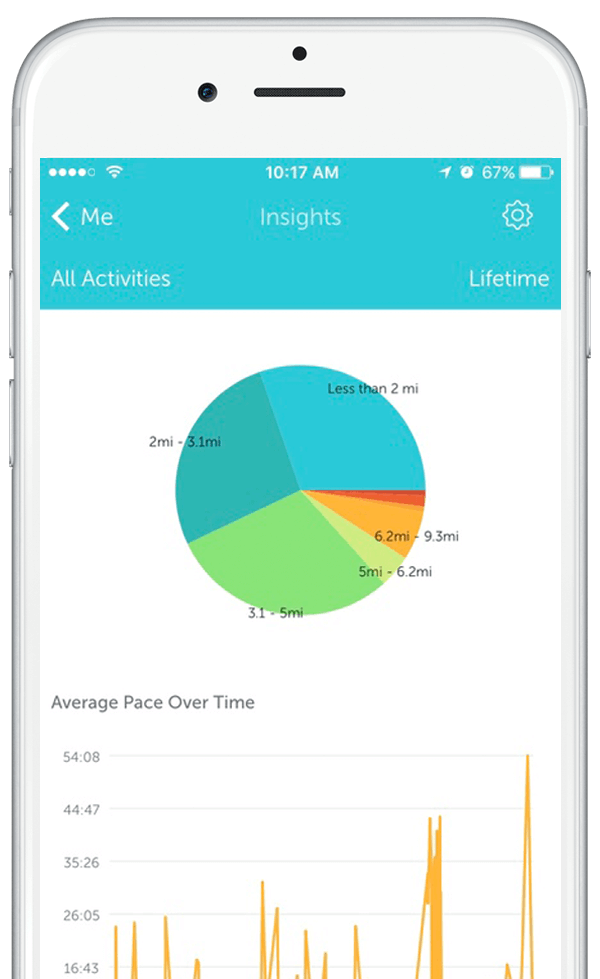 10:17 AM 67%
Me Insights
All Activities Lifetime
Less than 2 mi
2mi - 3.1mi
6.2mi - 9.3mi
5mi - 6.2mi
3.1 - 5mi
Average Pace Over Time
54:08
44:47
35:26
26:05
16:43